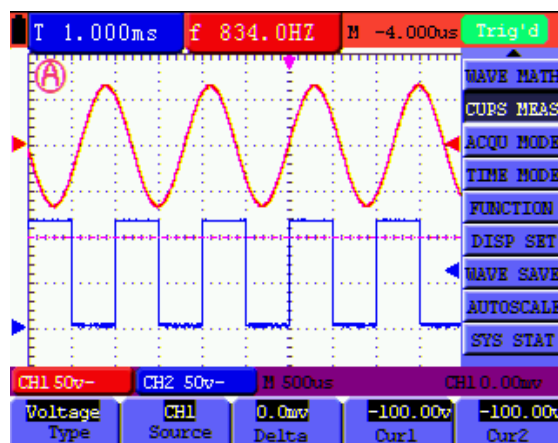 T 1.000ms f 834.0HZ M -4.000us Trig'd
A
WAVE MATH
CURS MEAS
ACQU MODE
TIME MODE
FUNCTION
DISP SET
WAVE SAVE
AUTOSCALE
SYS STAT
CH1 50v- CH2 50v- M 500us CH1 0.00mv
Voltage CH1 0.0mv -100.00v -100.00v
Type Source Delta Cur1 Cur2